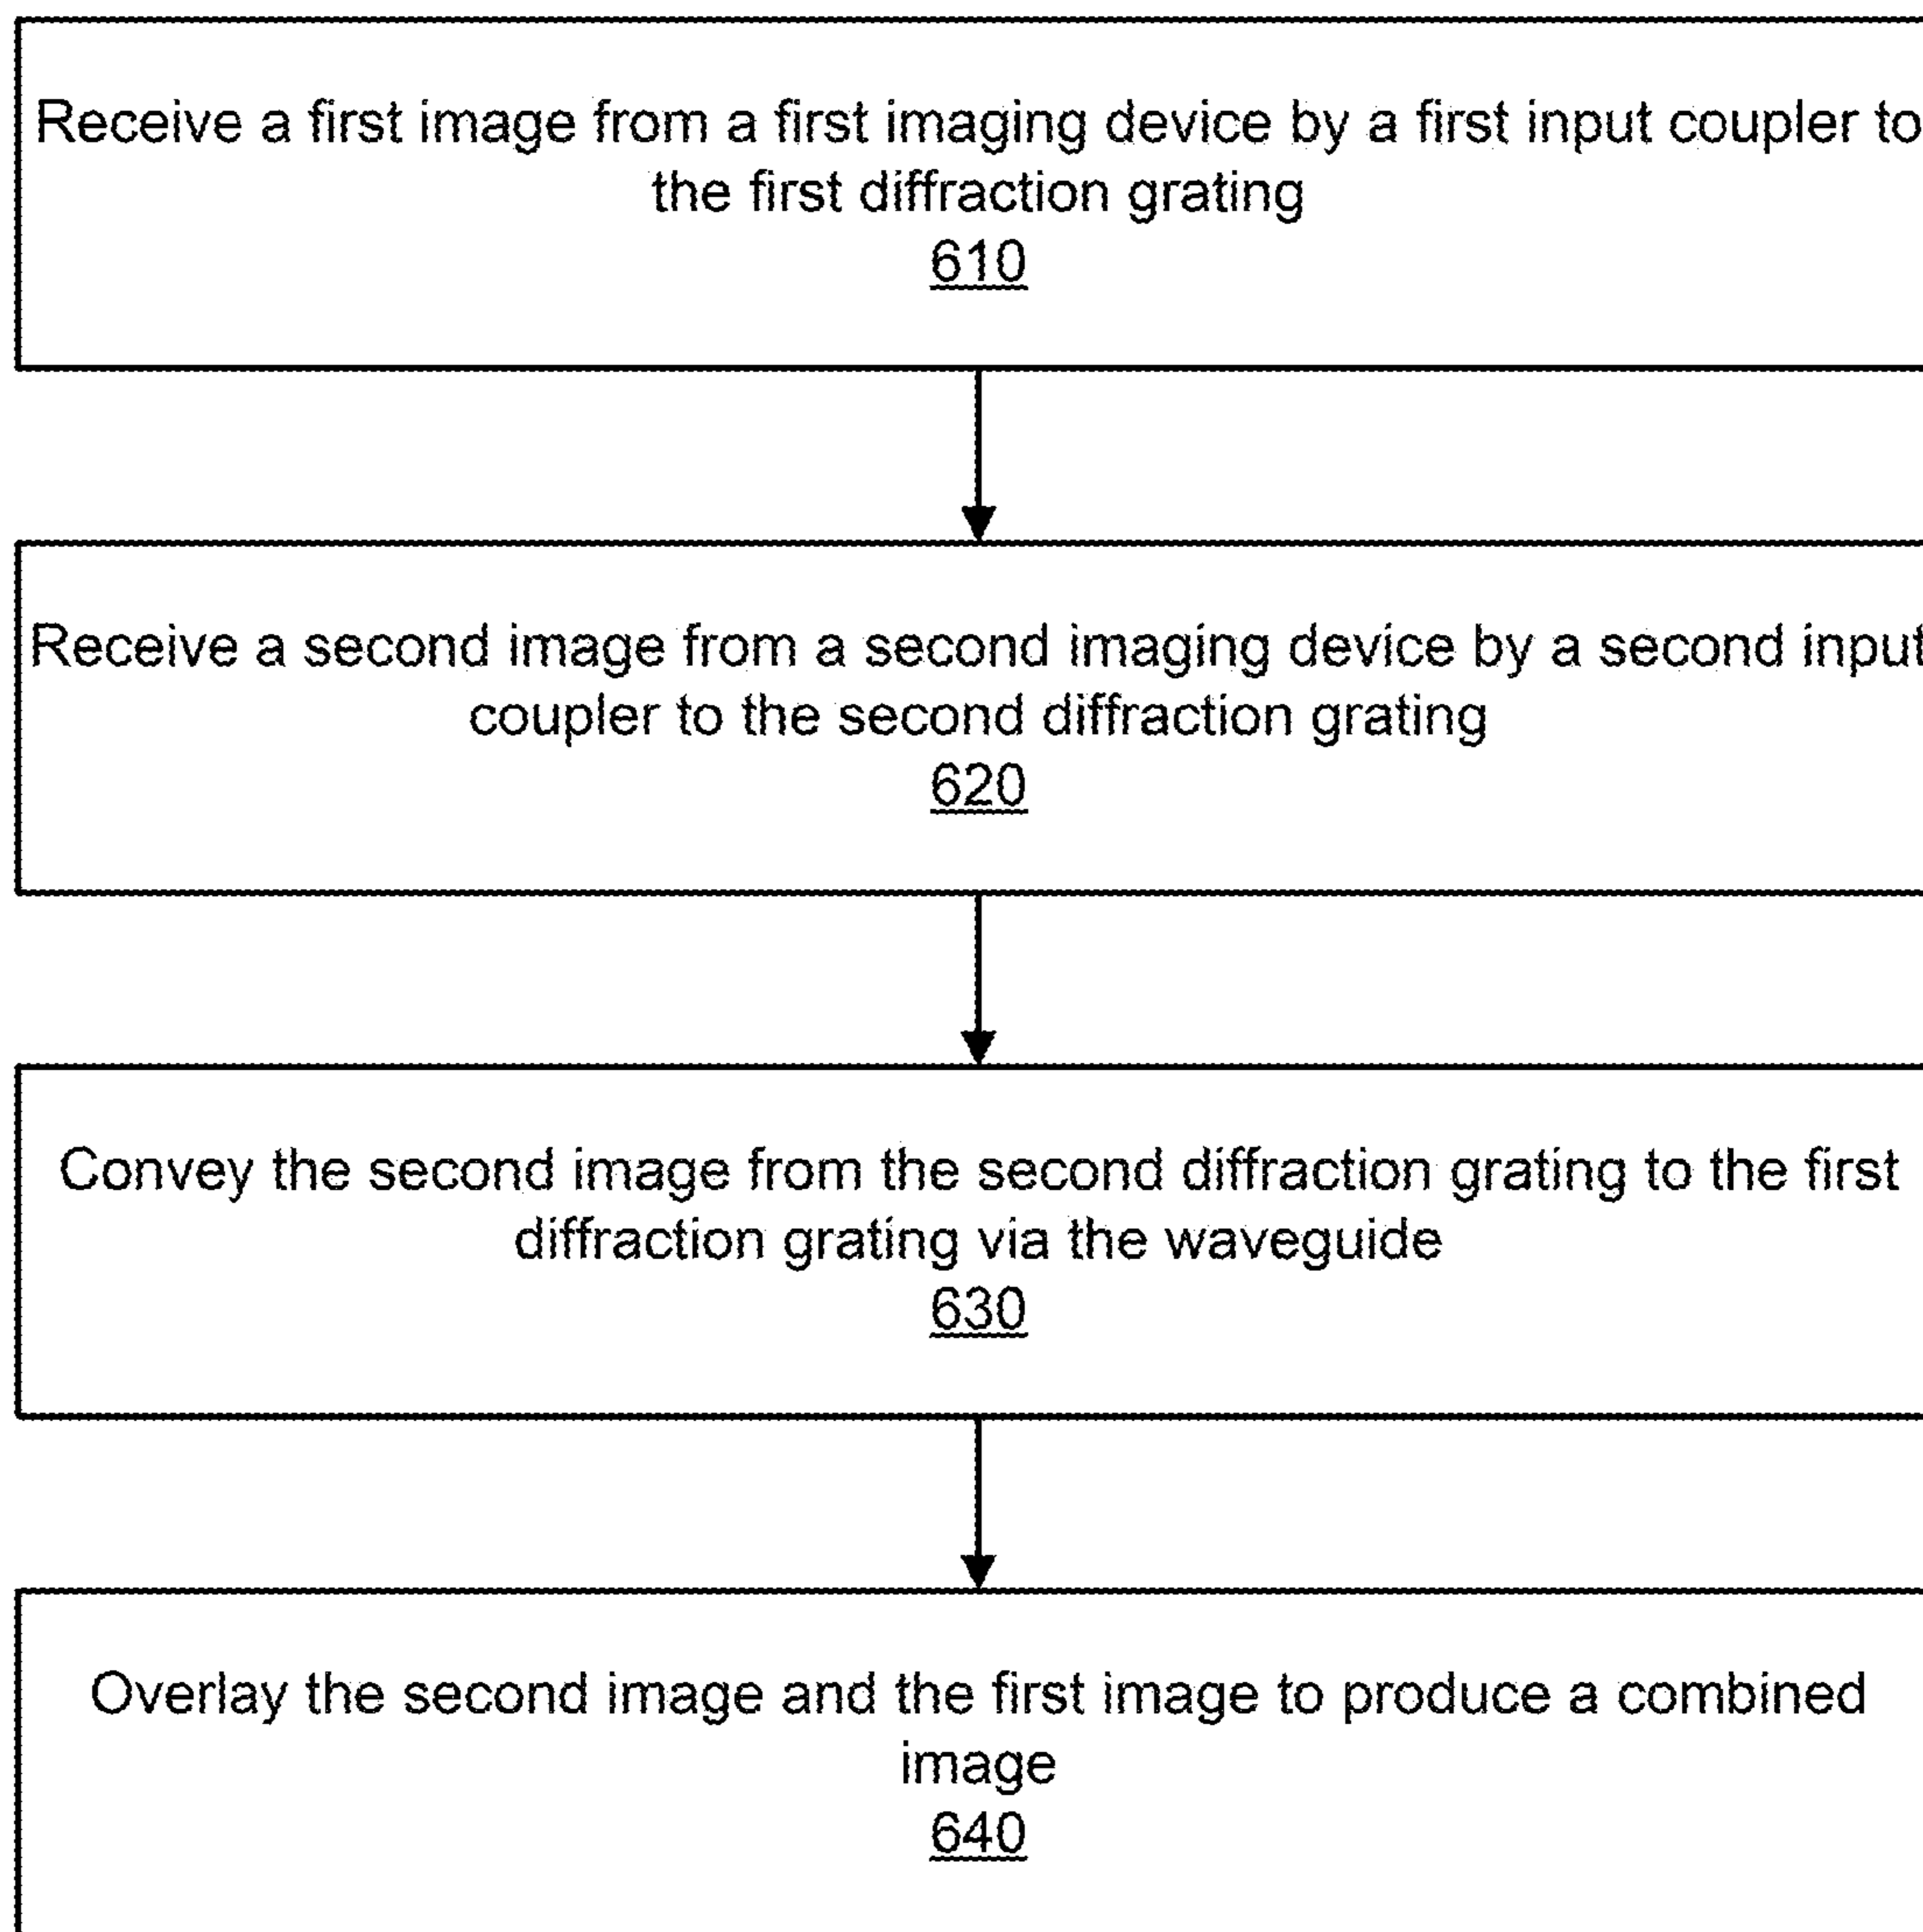 Receive a first image from a first imaging device by a first input coupler to
the first diffraction grating
610
Receive a second image from a second imaging device by a second input
coupler to the second diffraction grating
620
Convey the second image from the second diffraction grating to the first
diffraction grating via the waveguide
630
Overlay the second image and the first image to produce a combined
image
640